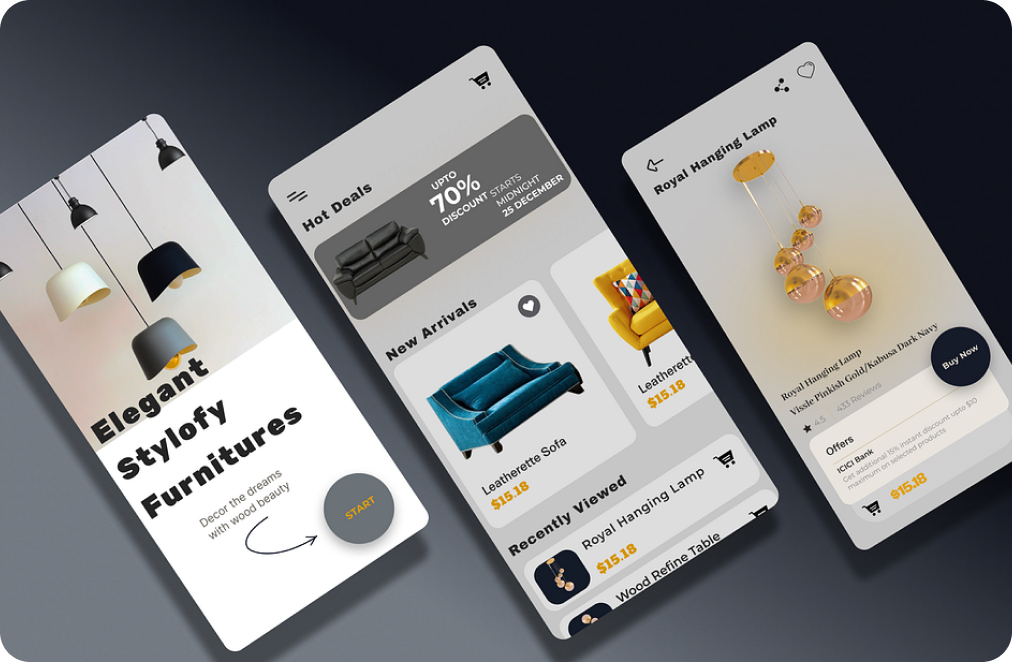 Elegant
Stylofy
Furnitures
Decor the dreams
with wood beauty
START
Hot Deals
UPTO
70%
DISCOUNT
STARTS
MIDNIGHT
25 DECEMBER
New Arrivals
Leatherette Sofa
$15.18
Leatherette
$15.18
Recently Viewed
Royal Hanging Lamp
$15.18
Wood Refine Table
Royal Hanging Lamp
Royal Hanging Lamp
Vissle Pinkish Gold/Kabusa Dark Navy
4.5
433 Reviews
Buy Now
Offers
ICICI Bank
Get additional 15% instant discount upto $10
maximum on selected products
$15.18